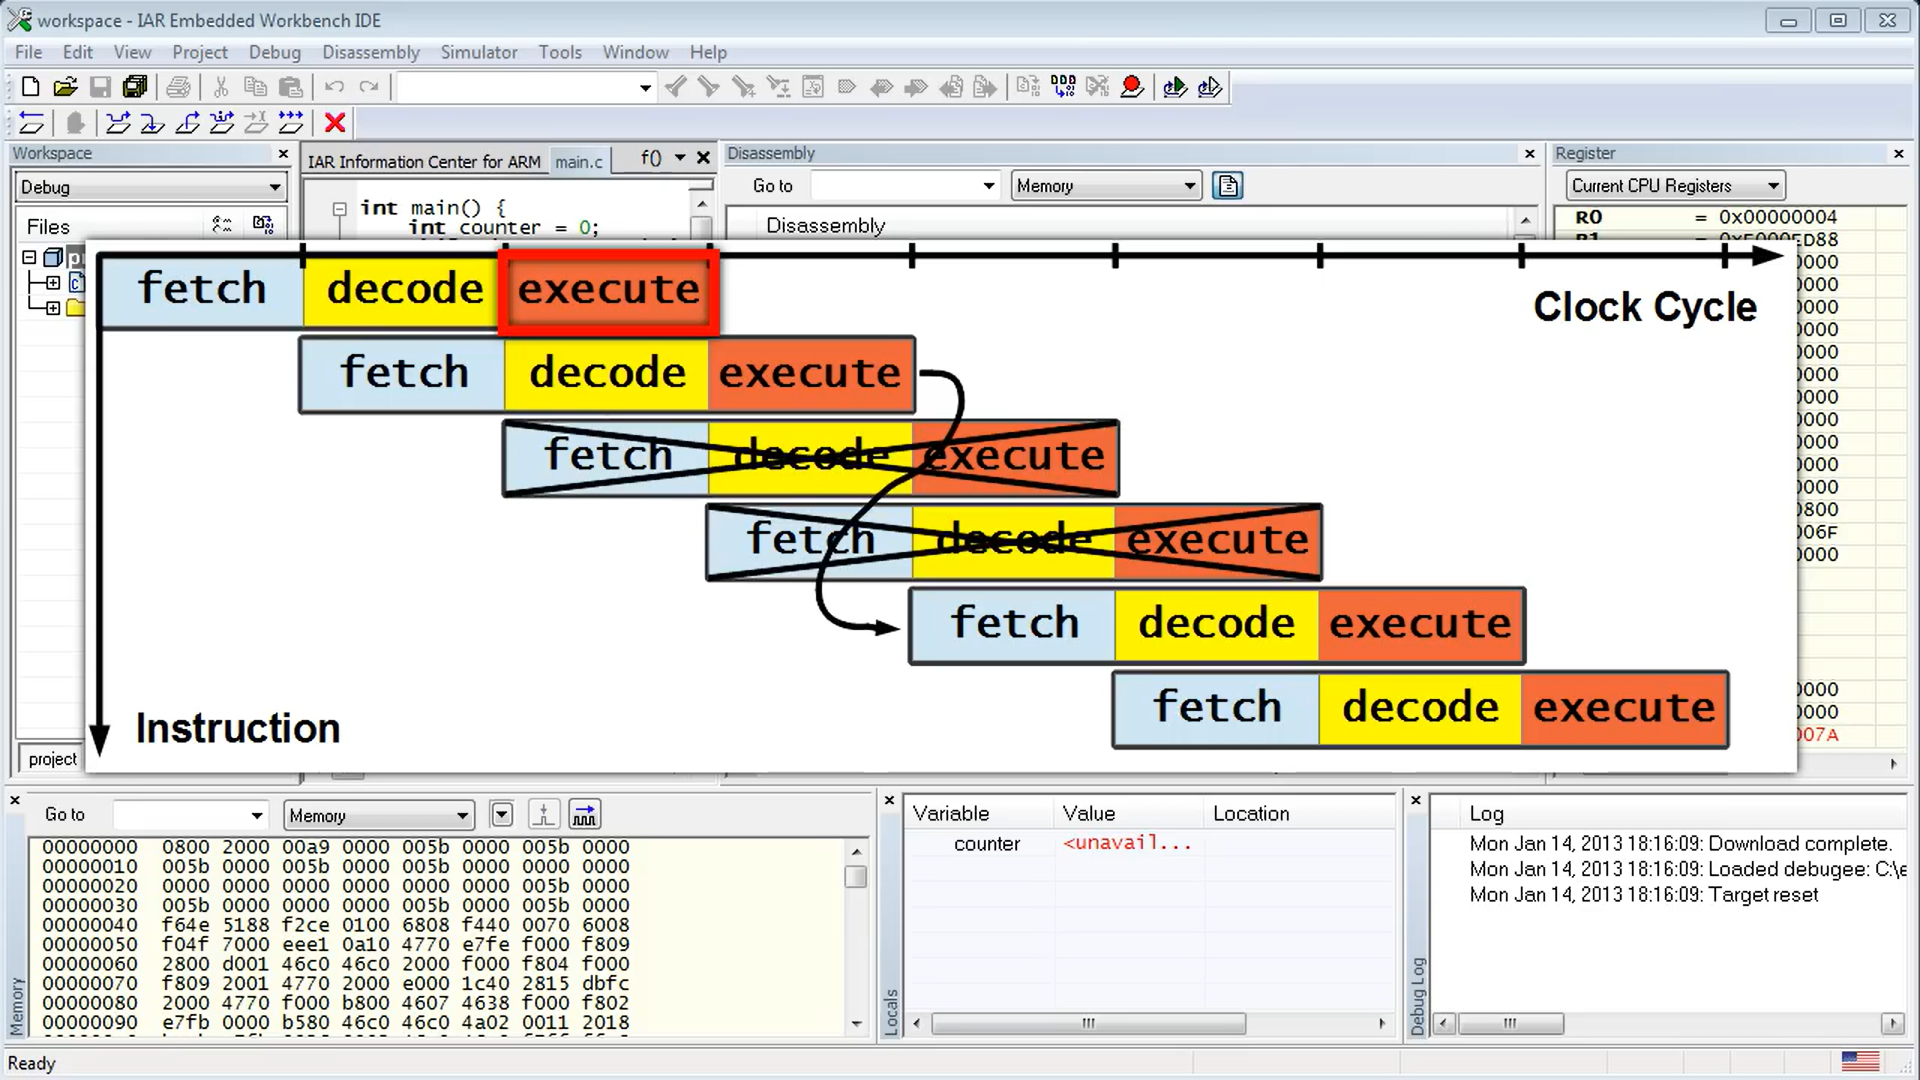 workspace - IAR Embedded Workbench IDE
File Edit View Project Debug Disassembly Simulator Tools Window Help
Workspace
Debug
Files
project
IAR Information Center for ARM main.c f()
int main() {
int counter = 0;
Disassembly
Go to Memory
Disassembly
Register
Current CPU Registers
R0 = 0x00000004
fetch decode execute
Clock Cycle
fetch decode execute
fetch decode execute
fetch decode execute
fetch decode execute
fetch decode execute
Instruction
Go to Memory
00000000 0800 2000 00a9 0000 005b 0000 005b 0000
00000010 005b 0000 005b 0000 005b 0000 005b 0000
00000020 0000 0000 0000 0000 0000 0000 005b 0000
00000030 005b 0000 0000 0000 005b 0000 005b 0000
00000040 f64e 5188 f2ce 0100 6808 f440 0070 6008
00000050 f04f 7000 eee1 0a10 4770 e7fe f000 f809
00000060 2800 d001 46c0 46c0 2000 f000 f804 f000
00000070 f809 2001 4770 2000 e000 1c40 2815 dbfc
00000080 2000 4770 f000 b800 4607 4638 f000 f802
00000090 e7fb 0000 b580 46c0 46c0 4a02 0011 2018
Memory
Variable Value Location
counter <unavail...
Locals
Log
Mon Jan 14, 2013 18:16:09: Download complete.
Mon Jan 14, 2013 18:16:09: Loaded debugee: C:\e
Mon Jan 14, 2013 18:16:09: Target reset
Debug Log
Ready